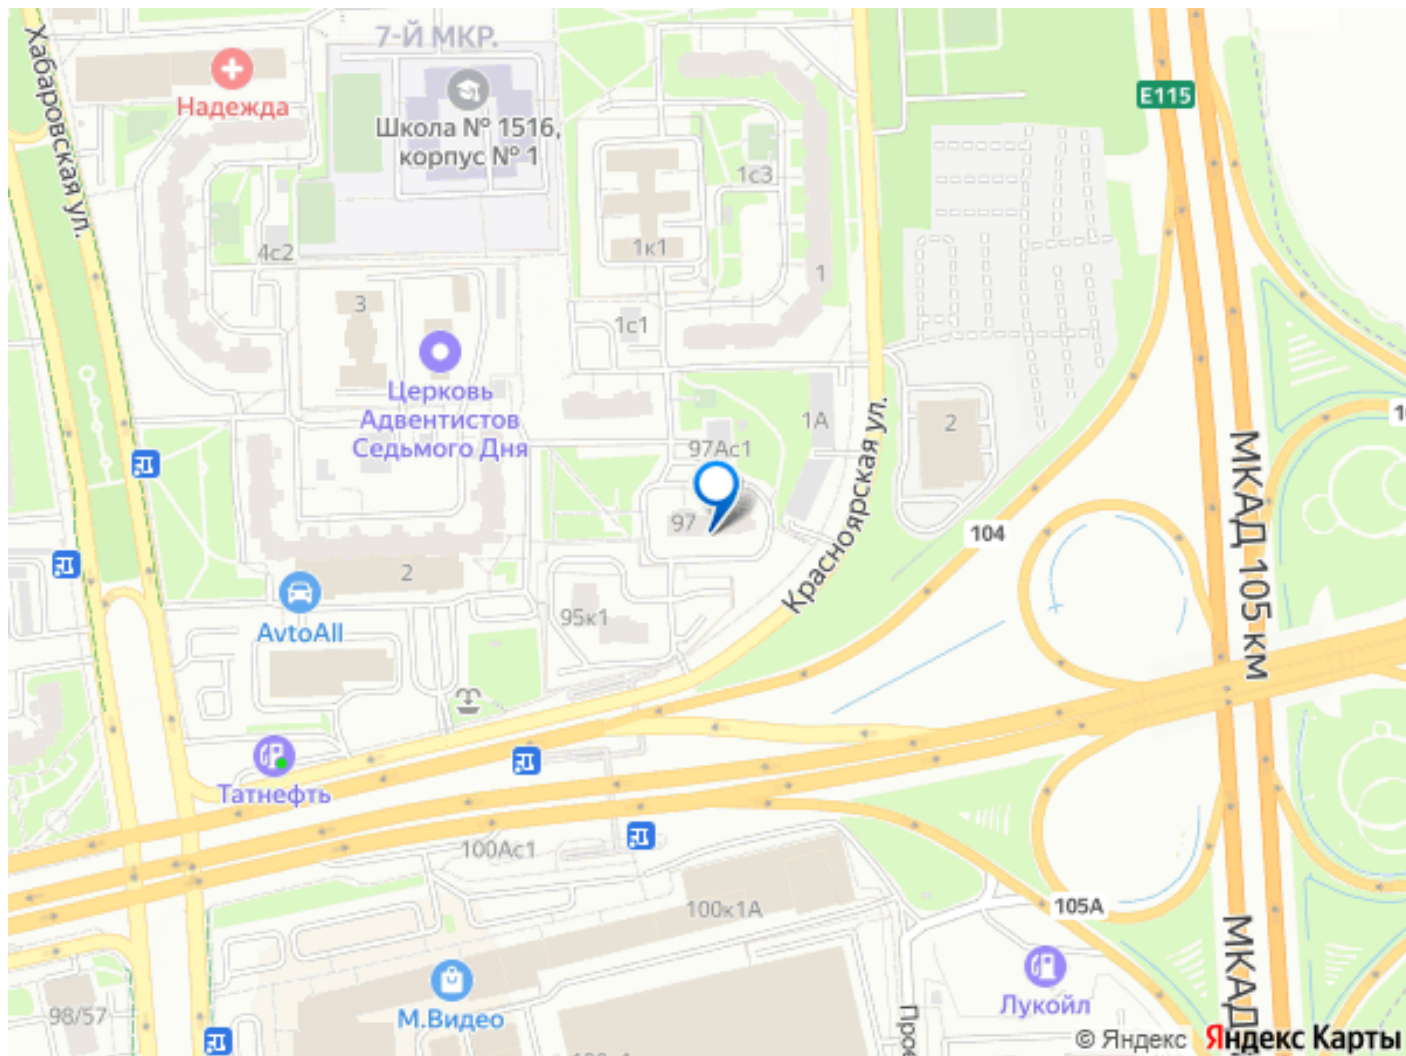 Хабаровская ул.
7-Й МКР.
Надежда
Школа № 1516,
корпус № 1
E115
1с3
4с2
1к1
1
3
1с1
Церковь
Адвентистов
Седьмого Дня
1А
2
97Ас1
Красноярская ул.
97
104
МКАД 105 км
2
AvtoAll
95к1
Татнефть
100Ас1
100к1А
105А
МКАД
98/57
М.Видео
Лукойл
© Яндекс Яндекс Карты